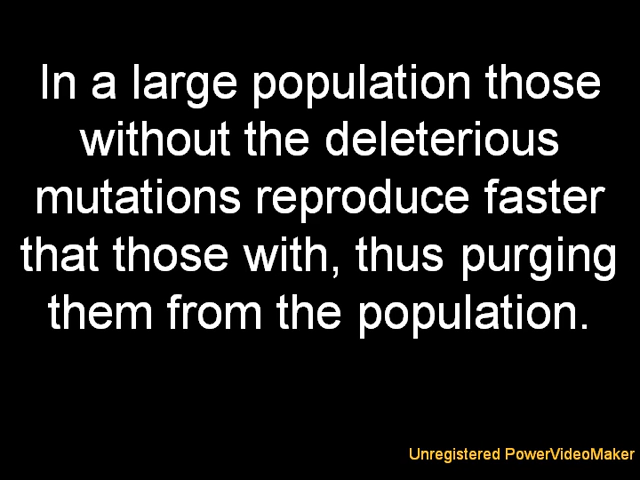 In a large population those
without the deleterious
mutations reproduce faster
that those with, thus purging
them from the population.
Unregistered PowerVideoMaker